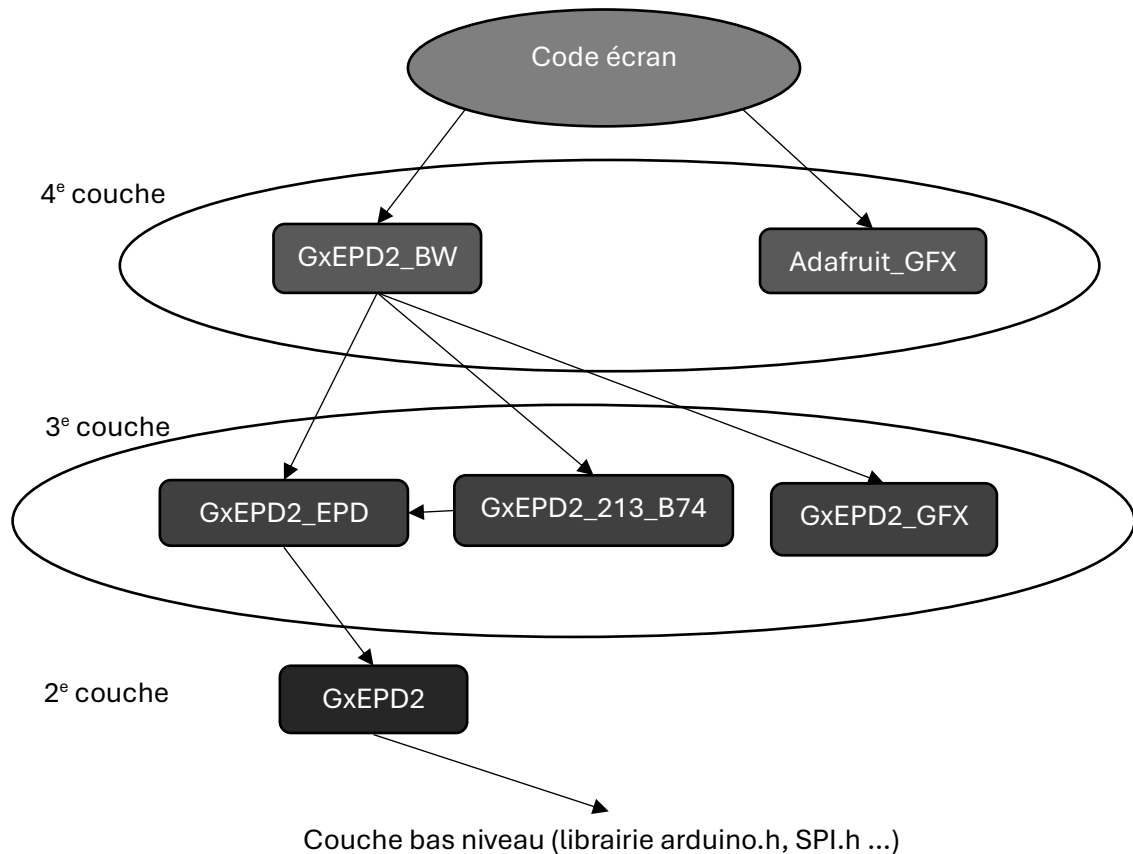 Code écran
4e couche
GxEPD2_BW
Adafruit_GFX
3e couche
GxEPD2_EPD
GxEPD2_213_B74
GxEPD2_GFX
2e couche
GxEPD2
Couche bas niveau (librairie arduino.h, SPI.h ...)